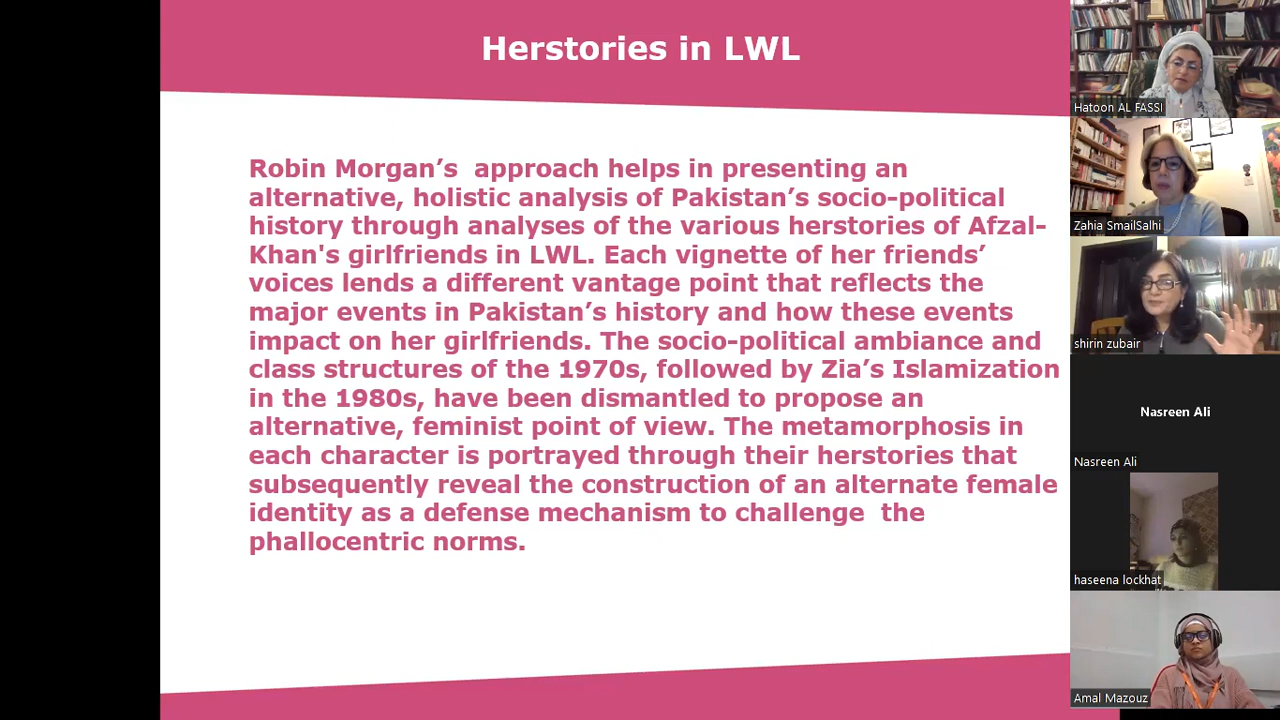 Herstories in LWL
Robin Morgan’s  approach helps in presenting an
alternative, holistic analysis of Pakistan’s socio-political
history through analyses of the various herstories of Afzal-
Khan's girlfriends in LWL. Each vignette of her friends’
voices lends a different vantage point that reflects the
major events in Pakistan’s history and how these events
impact on her girlfriends. The socio-political ambiance and
class structures of the 1970s, followed by Zia’s Islamization
in the 1980s, have been dismantled to propose an
alternative, feminist point of view. The metamorphosis in
each character is portrayed through their herstories that
subsequently reveal the construction of an alternate female
identity as a defense mechanism to challenge  the
phallocentric norms.
Hatoon AL FASSI
Zahia SmailSalhi
shirin zubair
Nasreen Ali
Nasreen Ali
haseena lockhat
Amal Mazouz